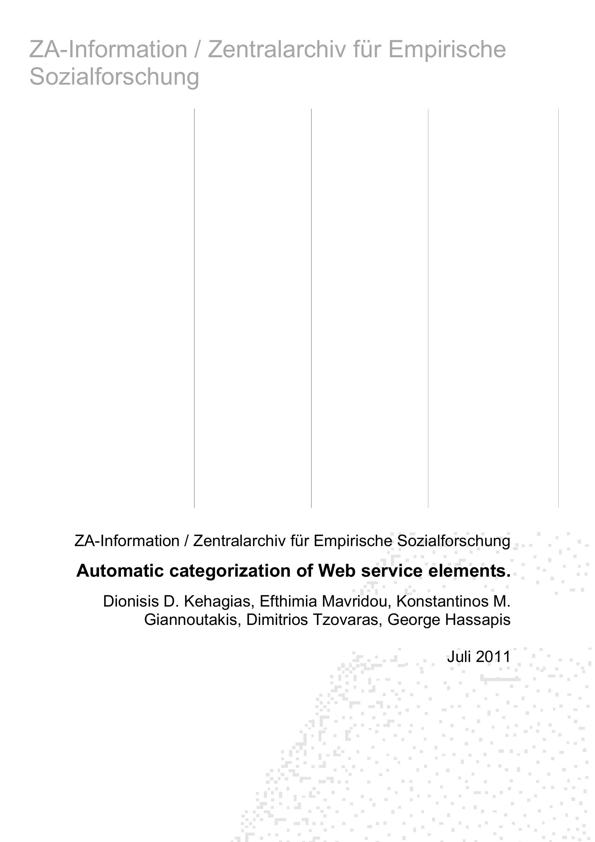 ZA-Information / Zentralarchiv für Empirische
Sozialforschung
ZA-Information / Zentralarchiv für Empirische Sozialforschung
Automatic categorization of Web service elements.
Dionisis D. Kehagias, Efthimia Mavridou, Konstantinos M.
Giannoutakis, Dimitrios Tzovaras, George Hassapis
Juli 2011